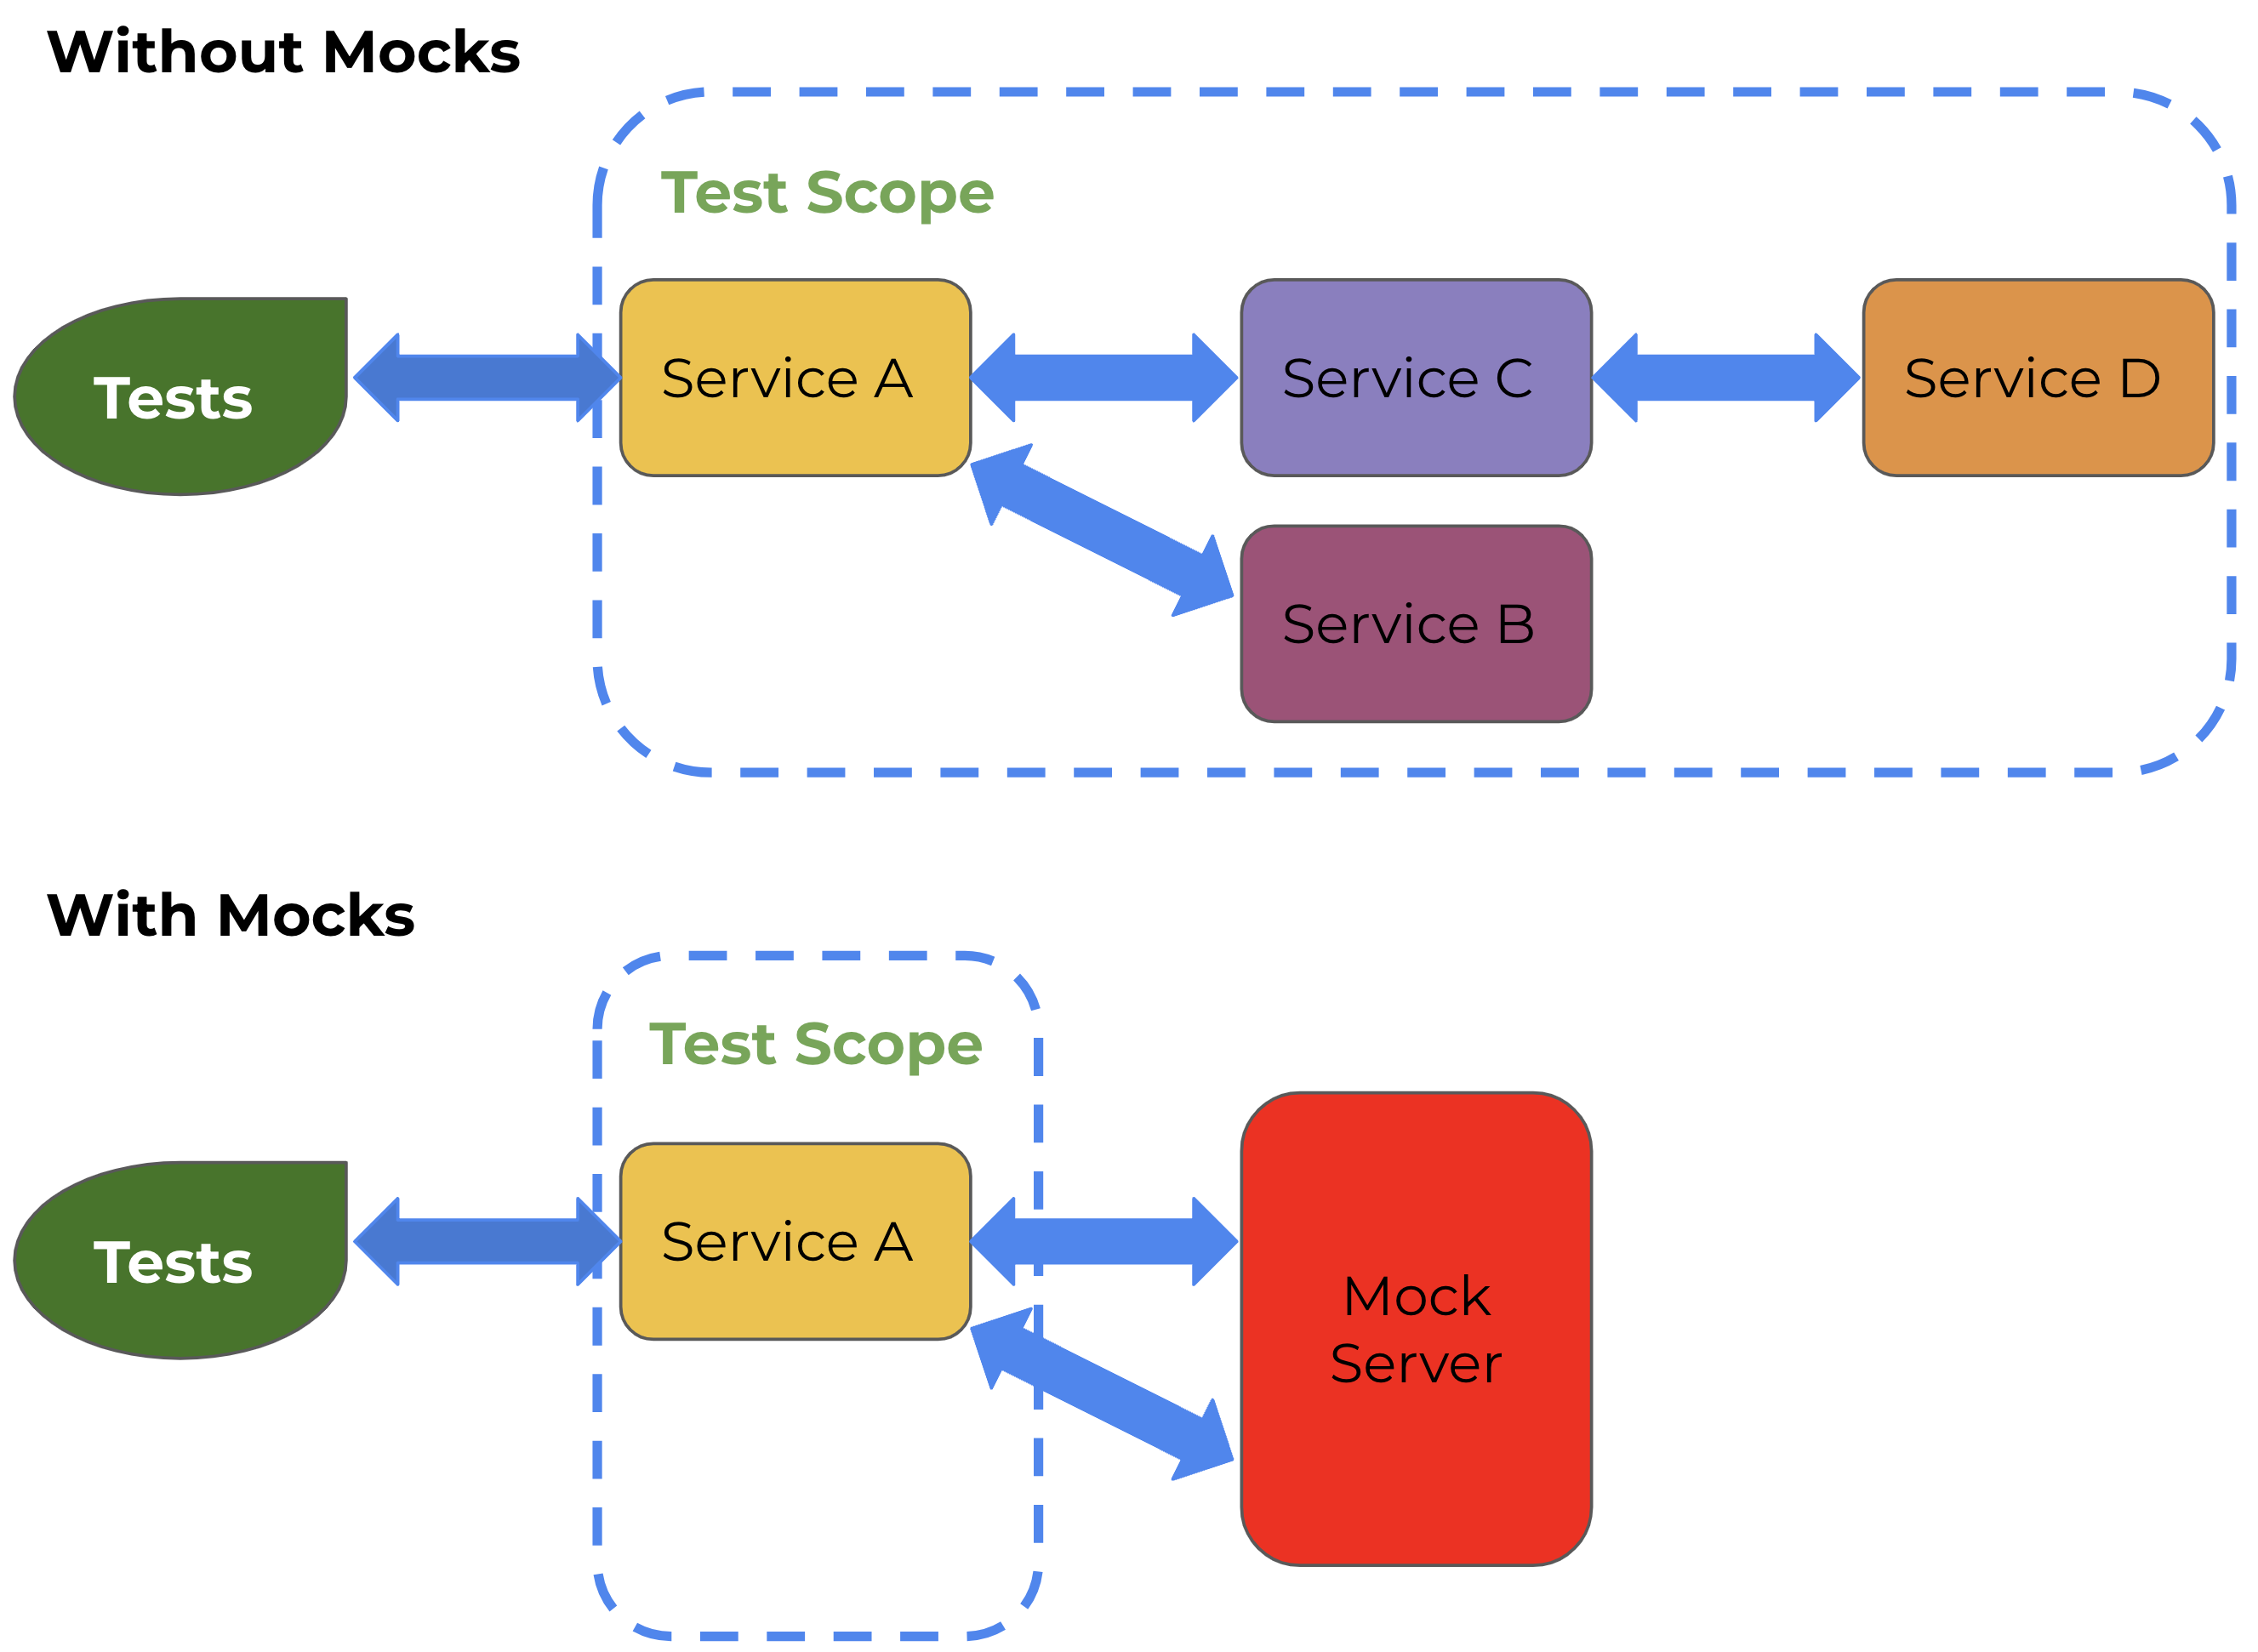 Without Mocks
Test Scope
Tests
Service A
Service C
Service D
Service B
With Mocks
Test Scope
Tests
Service A
Mock
Server